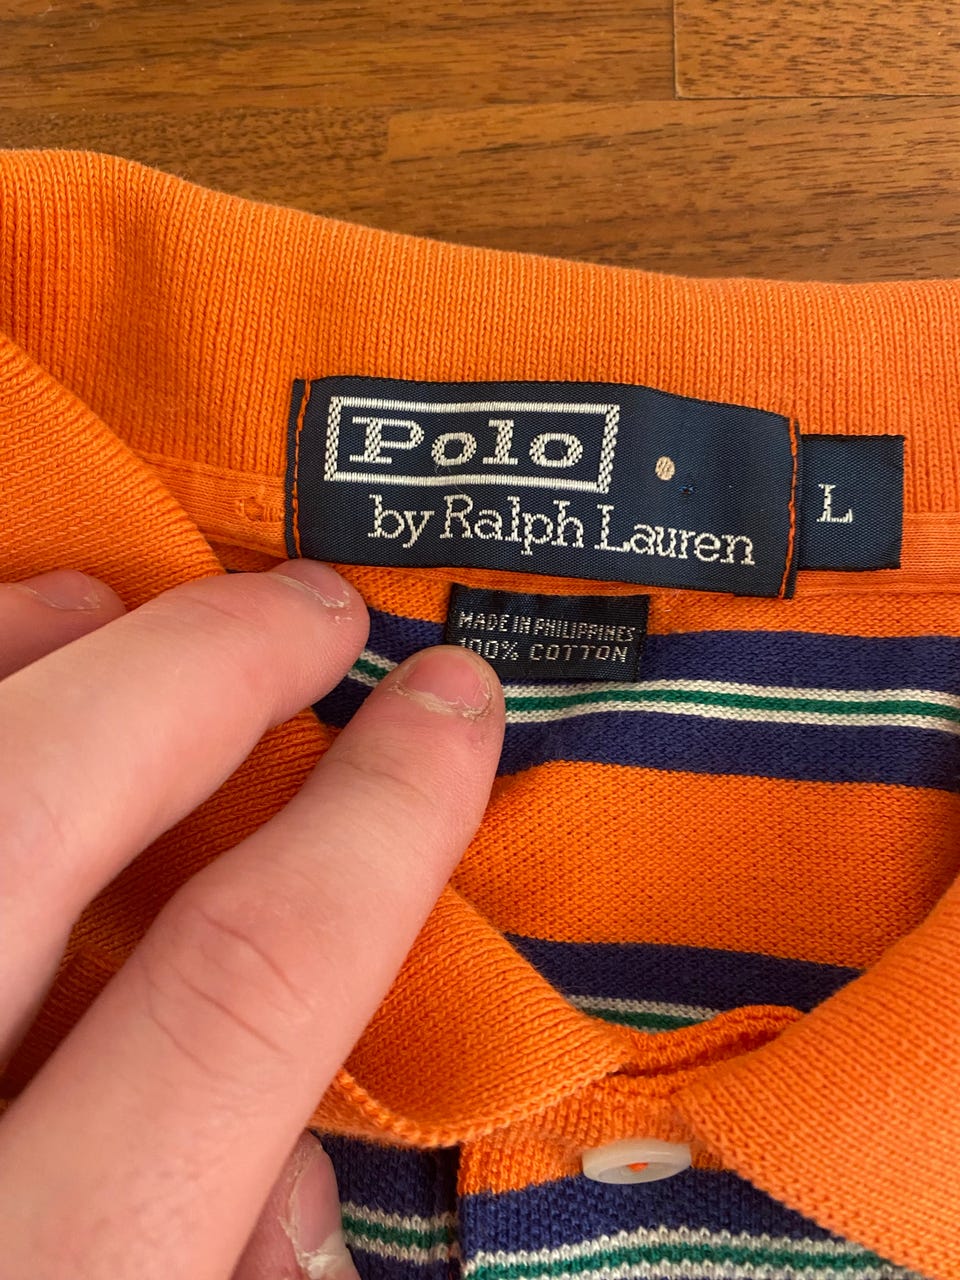 Polo
by Ralph Lauren
L
MADE IN PHILIPPINES
100% COTTON